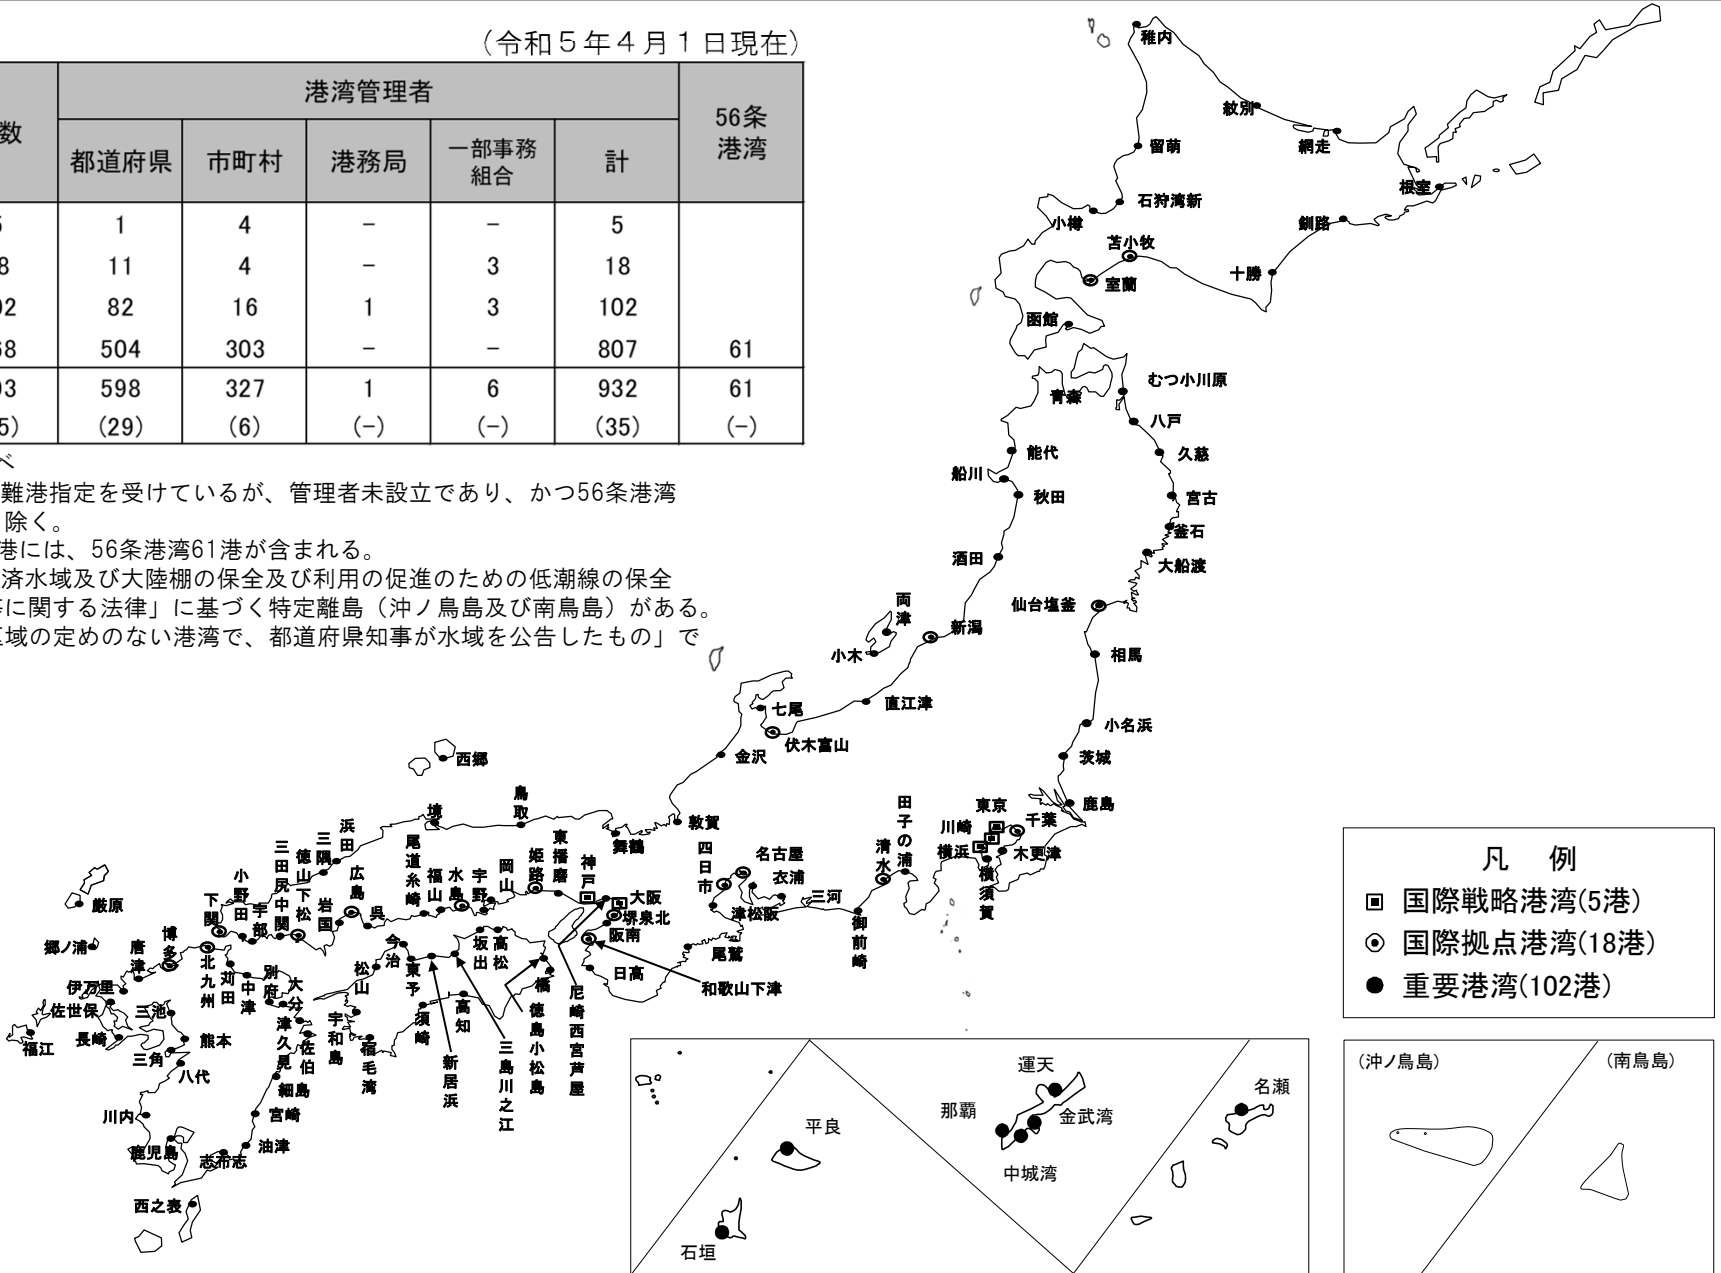 （令和５年４月１日現在）
数 港湾管理者 56条港湾
都道府県 市町村 港務局 一部事務組合 計
5 1 4 － － 5
8 11 4 － 3 18
02 82 16 1 3 102
68 504 303 － － 807 61
93 598 327 1 6 932 61
5) (29) (6) (－) (－) (35) (－)
べ
難港指定を受けているが、管理者未設立であり、かつ56条港湾
除く。
港には、56条港湾61港が含まれる。
済水域及び大陸棚の保全及び利用の促進のための低潮線の保全
等に関する法律」に基づく特定離島（沖ノ鳥島及び南鳥島）がある。
区域の定めのない港湾で、都道府県知事が水域を公告したもの」で
稚内
紋別
網走
留萌
根室
石狩湾新
小樽
釧路
苫小牧
十勝
室蘭
函館
むつ小川原
青森
八戸
能代
久慈
船川
秋田
宮古
釜石
酒田
大船渡
仙台塩釜
両津
新潟
小木
相馬
直江津
七尾
小名浜
伏木富山
金沢
茨城
西郷
鹿島
東京
千葉
川崎
横浜
木更津
横須賀
田子の浦
清水
御前崎
三河
衣浦
名古屋
四日市
津松阪
尾鷲
敦賀
舞鶴
鳥取
境
浜田
三隅
徳山下松
三田尻中関
小野田
宇部
下関
岩国
広島
呉
尾道糸崎
福山
水島
宇野
岡山
姫路
東播磨
神戸
大阪
堺泉北
阪南
日高
和歌山下津
尼崎西宮芦屋
徳島小松島
橘
高松
坂出
三島川之江
新居浜
東予
今治
松山
高知
須崎
宿毛湾
宇和島
厳原
郷ノ浦
博多
唐津
伊万里
佐世保
福江
長崎
北九州
苅田
中津
別府
大分
津久見
佐伯
三池
熊本
三角
八代
細島
宮崎
川内
油津
鹿児島
志布志
西之表
凡 例
国際戦略港湾(5港)
国際拠点港湾(18港)
重要港湾(102港)
運天
那覇
金武湾
中城湾
名瀬
平良
石垣
(沖ノ鳥島)
(南鳥島)